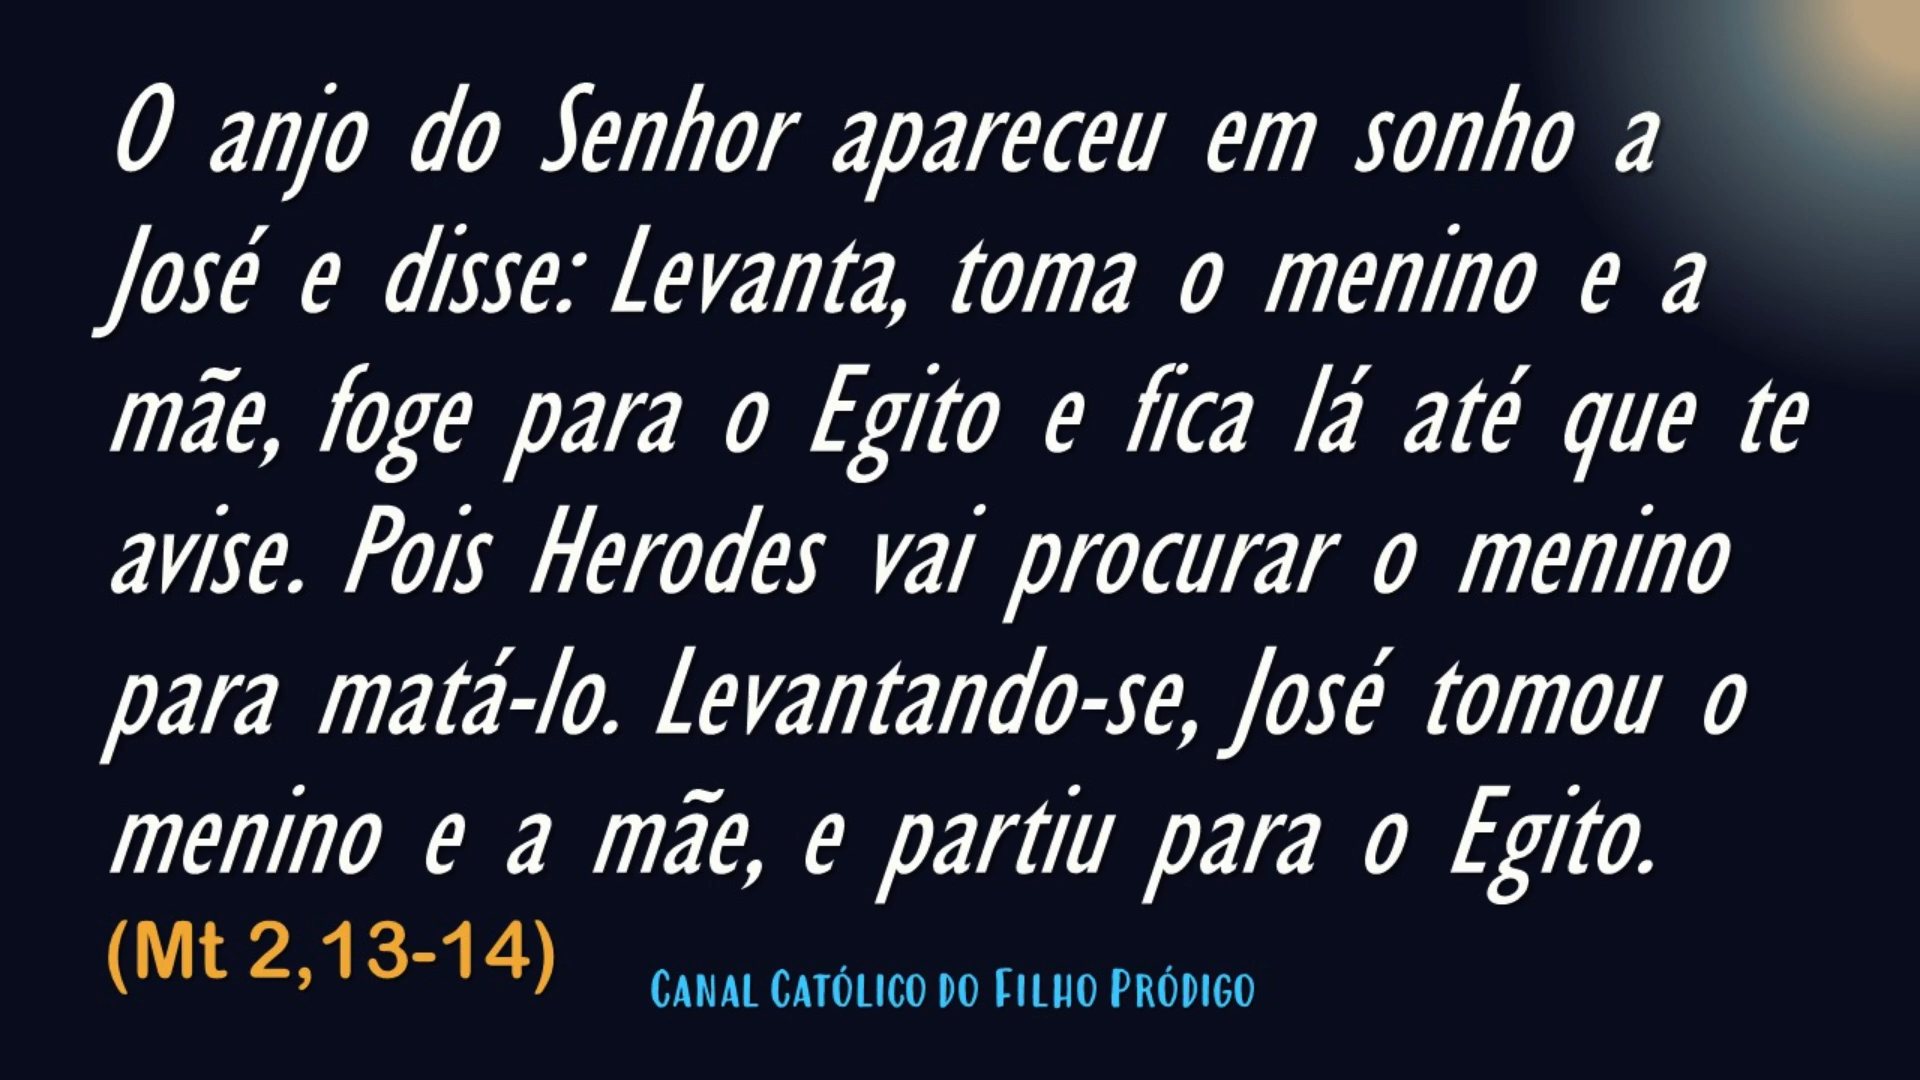 O anjo do Senhor apareceu em sonho a
José e disse: Levanta, toma o menino e a
mãe, foge para o Egito e fica lá até que te
avise. Pois Herodes vai procurar o menino
para matá-lo. Levantando-se, José tomou o
menino e a mãe, e partiu para o Egito.
(Mt 2,13-14)
Canal Católico do Filho Pródigo